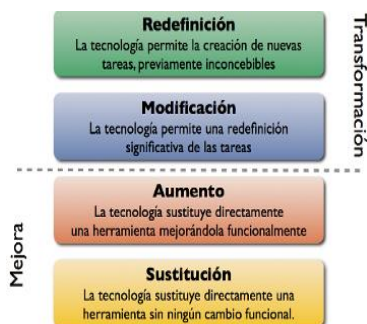 Redefinición
La tecnología permite la creación de nuevas
tareas, previamente inconcebibles
Modificación
La tecnología permite una redefinición
significativa de las tareas
Transformación
Aumento
La tecnología sustituye directamente
una herramienta mejorándola funcionalmente
Sustitución
La tecnología sustituye directamente una
herramienta sin ningún cambio funcional.
Mejora